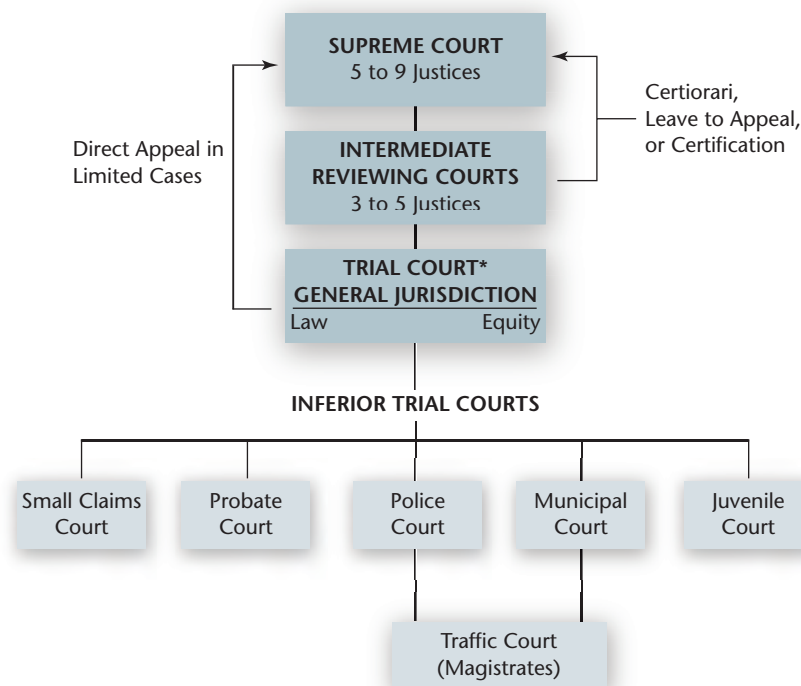 SUPREME COURT
5 to 9 Justices
Certiorari,
Leave to Appeal,
or Certification
Direct Appeal in
Limited Cases
INTERMEDIATE
REVIEWING COURTS
3 to 5 Justices
TRIAL COURT*
GENERAL JURISDICTION
Law Equity
INFERIOR TRIAL COURTS
Small Claims
Court
Probate
Court
Police
Court
Municipal
Court
Juvenile
Court
Traffic Court
(Magistrates)